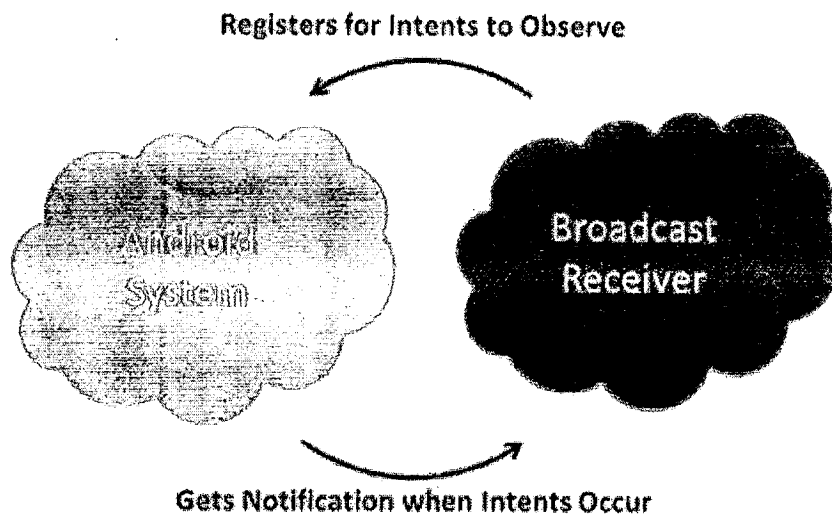 Registers for Intents to Observe
Android
System
Broadcast
Receiver
Gets Notification when Intents Occur